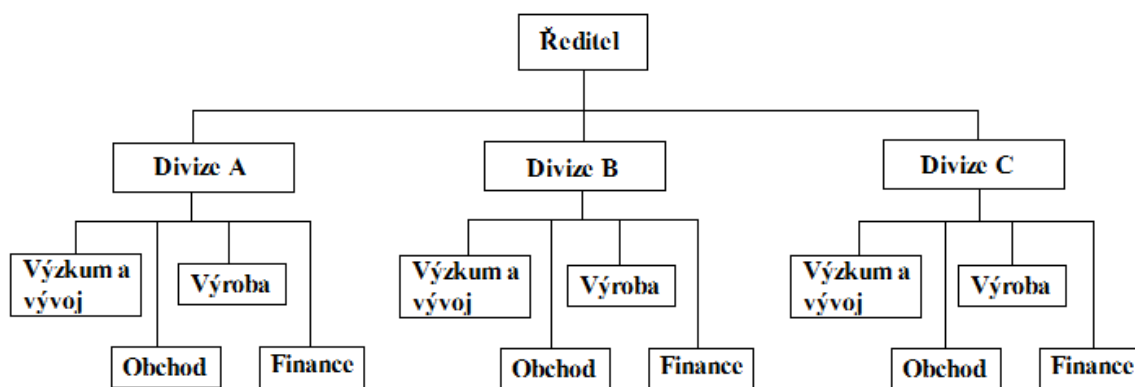 Ředitel
Divize A
Divize B
Divize C
Výzkum a
vývoj
Výroba
Výzkum a
vývoj
Výroba
Výzkum a
vývoj
Výroba
Obchod
Finance
Obchod
Finance
Obchod
Finance